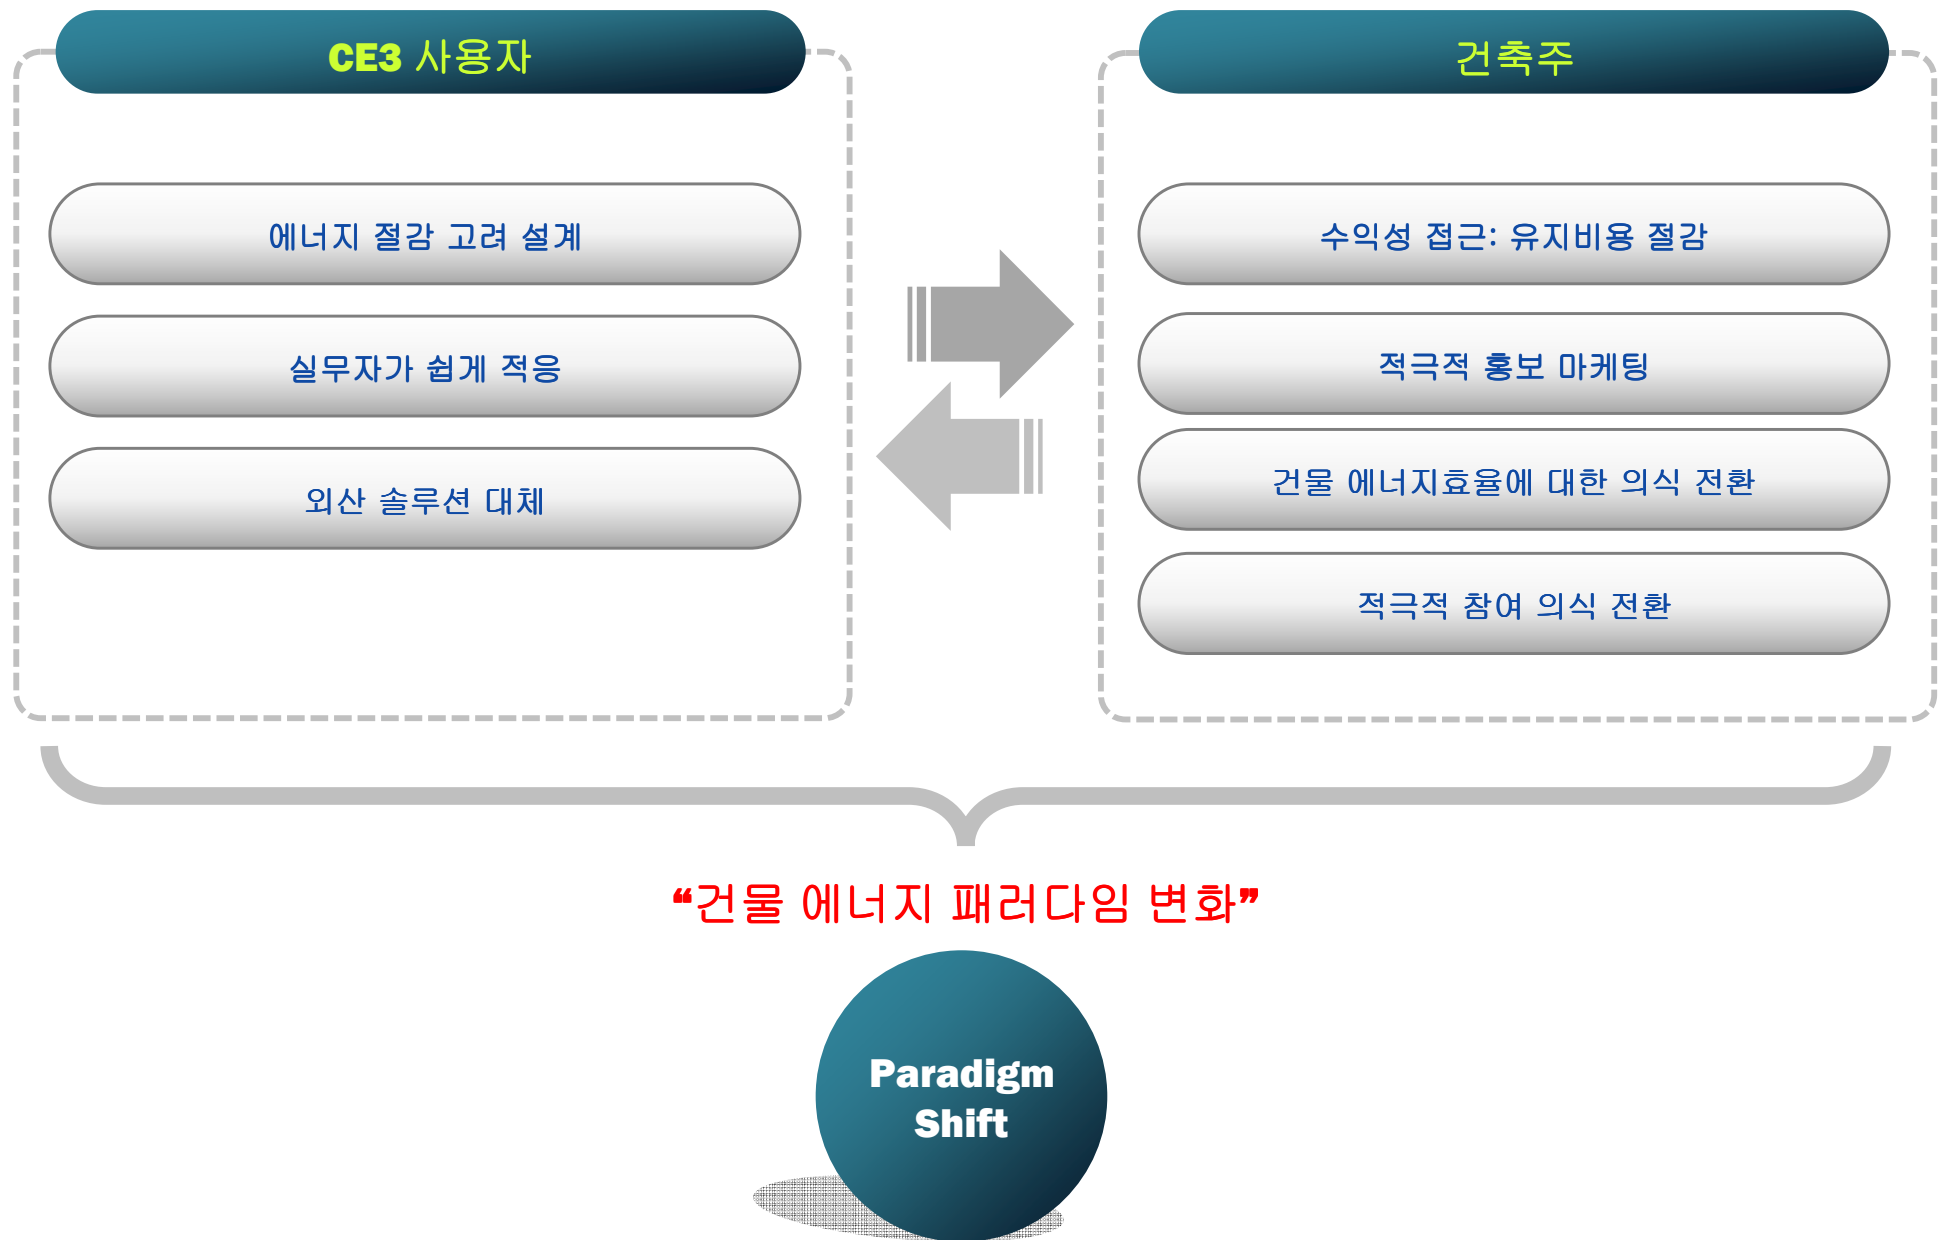 CE3 사용자
에너지 절감 고려 설계
실무자가 쉽게 적응
외산 솔루션 대체
건축주
수익성 접근: 유지비용 절감
적극적 홍보 마케팅
건물 에너지효율에 대한 의식 전환
적극적 참여 의식 전환
“건물 에너지 패러다임 변화”
Paradigm
Shift